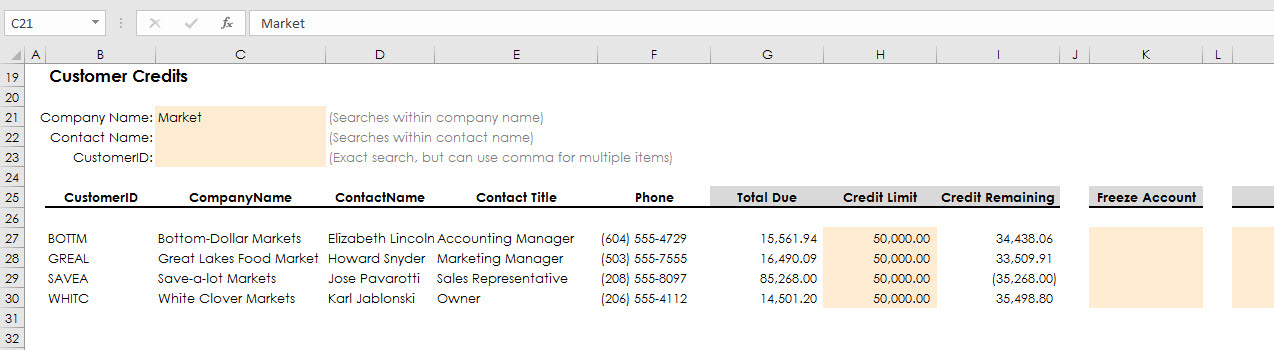 C21 fx Market
A B C D E F G H I J K L
19 Customer Credits
20
21 Company Name: Market (Searches within company name)
22 Contact Name: (Searches within contact name)
23 CustomerID: (Exact search, but can use comma for multiple items)
24
25 CustomerID CompanyName ContactName Contact Title Phone Total Due Credit Limit Credit Remaining Freeze Account
26
27 BOTTM Bottom-Dollar Markets Elizabeth Lincoln Accounting Manager (604) 555-4729 15,561.94 50,000.00 34,438.06
28 GREAL Great Lakes Food Market Howard Snyder Marketing Manager (503) 555-7555 16,490.09 50,000.00 33,509.91
29 SAVEA Save-a-lot Markets Jose Pavarotti Sales Representative (208) 555-8097 85,268.00 50,000.00 (35,268.00)
30 WHITC White Clover Markets Karl Jablonski Owner (206) 555-4112 14,501.20 50,000.00 35,498.80
31
32